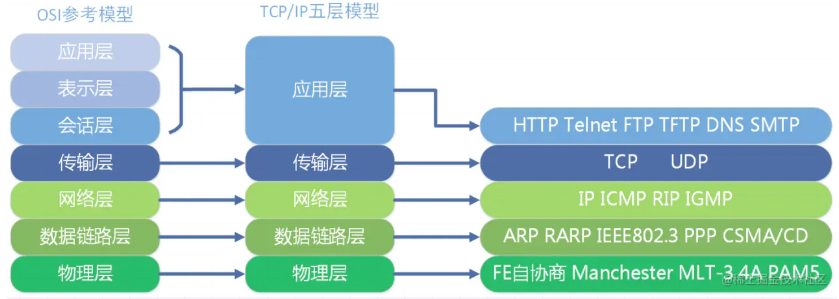 OSI参考模型
TCP/IP五层模型
应用层
表示层
会话层
应用层
HTTP Telnet FTP TFTP DNS SMTP
传输层
传输层
TCP UDP
网络层
网络层
IP ICMP RIP IGMP
数据链路层
数据链路层
ARP RARP IEEE802.3 PPP CSMA/CD
物理层
物理层
FE自协商 Manchester MLT-3 4A PAM5
@稀土掘金技术社区